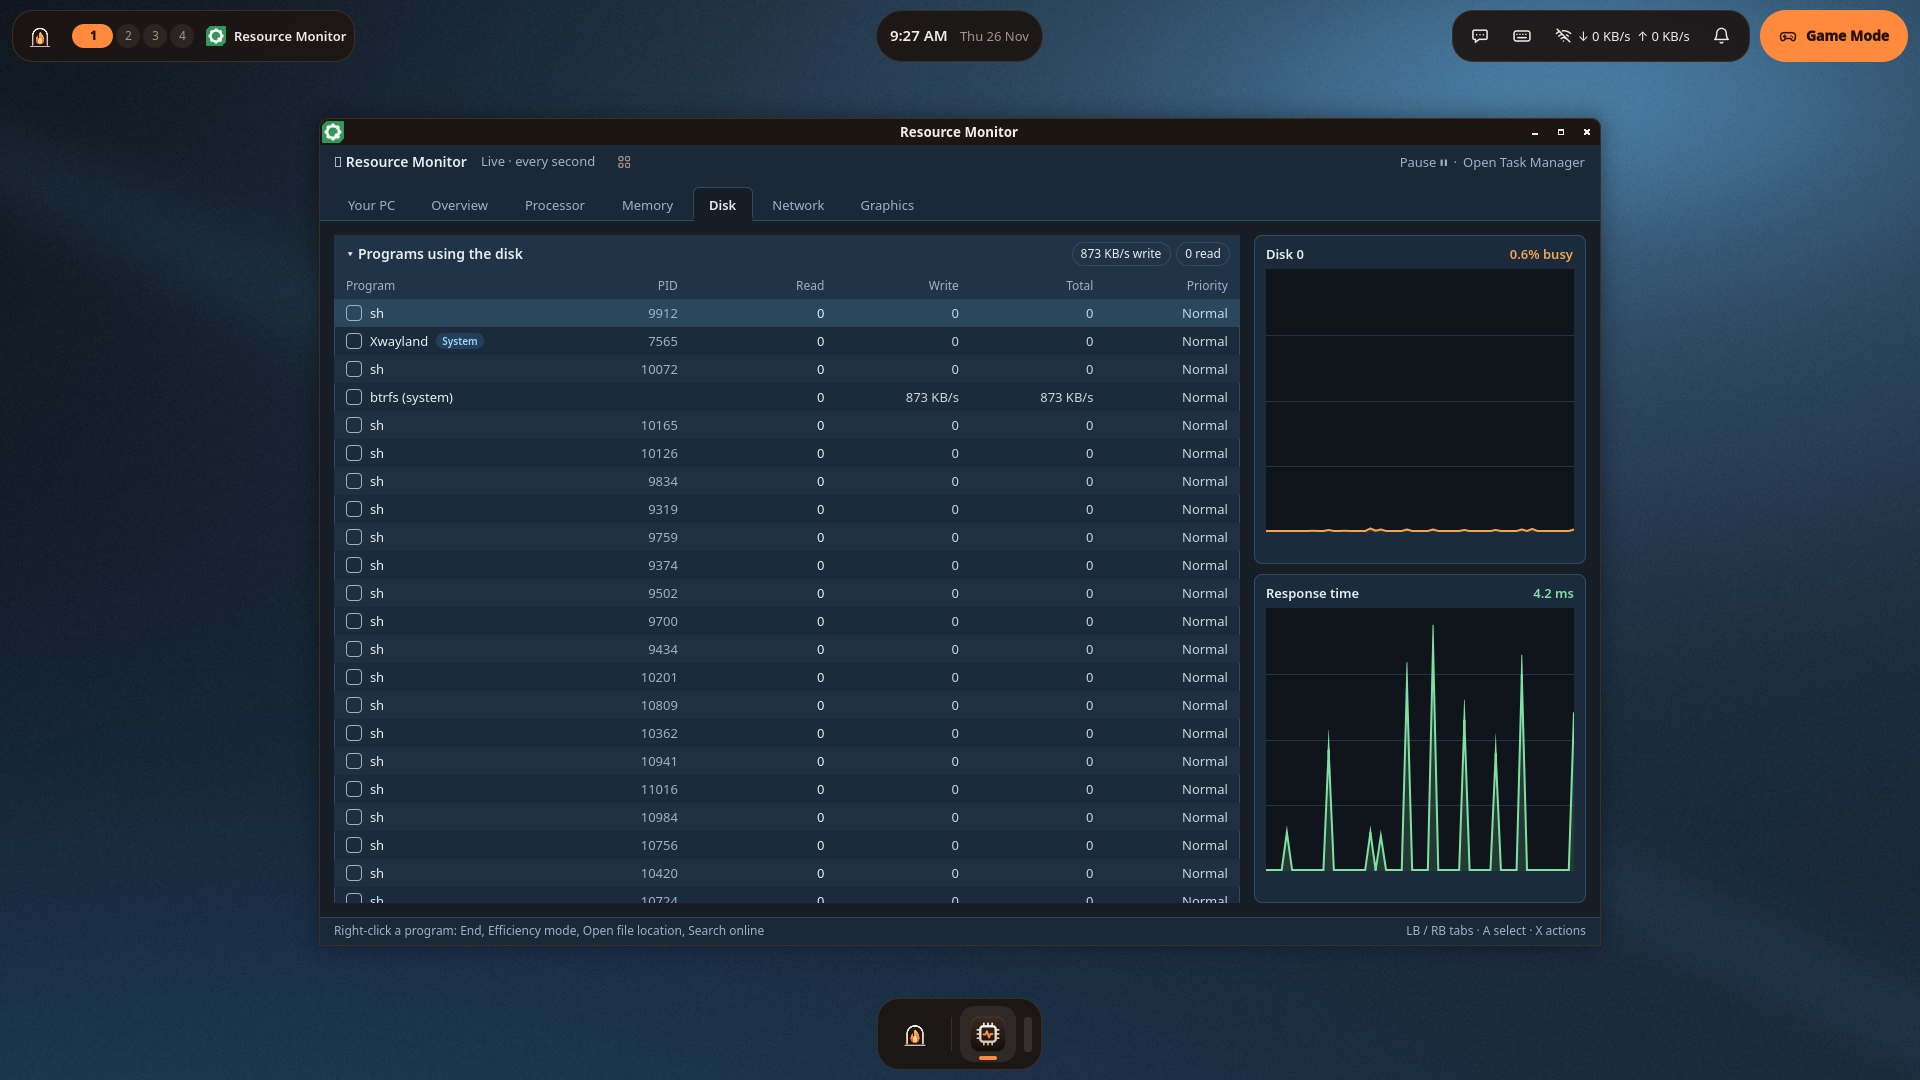 1 2 3 4 Resource Monitor
9:27 AM Thu 26 Nov
↓ 0 KB/s ↑ 0 KB/s
Game Mode
Resource Monitor
Resource Monitor Live · every second
Pause · Open Task Manager
Your PC Overview Processor Memory Disk Network Graphics
Programs using the disk 873 KB/s write 0 read
Program PID Read Write Total Priority
sh 9912 0 0 0 Normal
Xwayland System 7565 0 0 0 Normal
sh 10072 0 0 0 Normal
btrfs (system) 0 873 KB/s 873 KB/s Normal
sh 10165 0 0 0 Normal
sh 10126 0 0 0 Normal
sh 9834 0 0 0 Normal
sh 9319 0 0 0 Normal
sh 9759 0 0 0 Normal
sh 9374 0 0 0 Normal
sh 9502 0 0 0 Normal
sh 9700 0 0 0 Normal
sh 9434 0 0 0 Normal
sh 10201 0 0 0 Normal
sh 10809 0 0 0 Normal
sh 10362 0 0 0 Normal
sh 10941 0 0 0 Normal
sh 11016 0 0 0 Normal
sh 10984 0 0 0 Normal
sh 10756 0 0 0 Normal
sh 10420 0 0 0 Normal
sh 10724 0 0 0 Normal
Disk 0 0.6% busy
Response time 4.2 ms
Right-click a program: End, Efficiency mode, Open file location, Search online
LB / RB tabs · A select · X actions